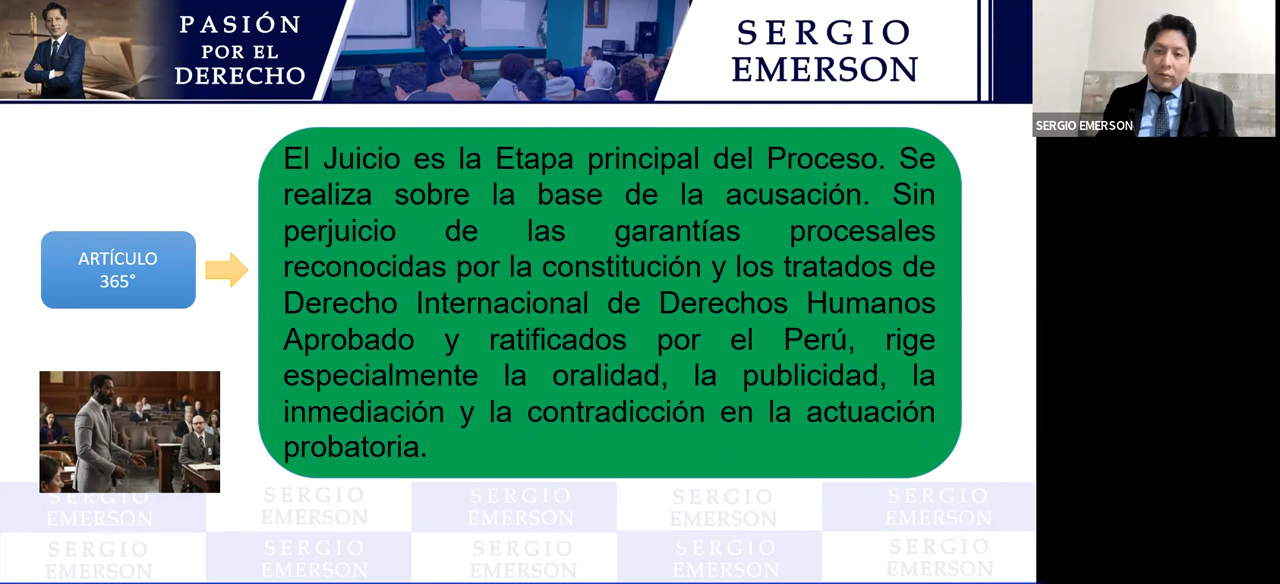 PASIÓN
POR EL
DERECHO
SERGIO
EMERSON
SERGIO EMERSON
El Juicio es la Etapa principal del Proceso. Se
realiza sobre la base de la acusación. Sin
perjuicio de las garantías procesales
reconocidas por la constitución y los tratados de
Derecho Internacional de Derechos Humanos
Aprobado y ratificados por el Perú, rige
especialmente la oralidad, la publicidad, la
inmediación y la contradicción en la actuación
probatoria.
ARTÍCULO
365°
SERGIO
EMERSON
SERGIO
EMERSON
SERGIO
EMERSON
SERGIO
EMERSON
SERGIO
EMERSON
SERGIO
EMERSON
SERGIO
EMERSON
SERGIO
EMERSON
SERGIO
EMERSON
SERGIO
EMERSON